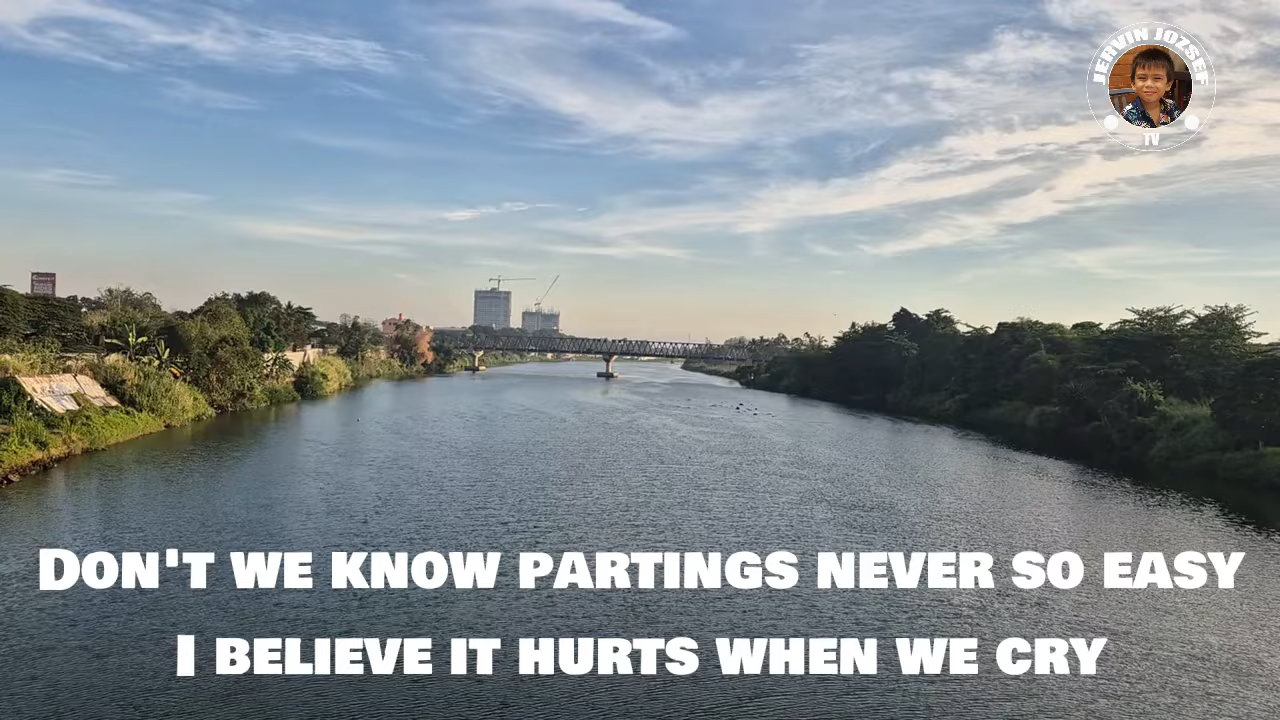 JERVIN JOZSEF
TV
DON'T WE KNOW PARTINGS NEVER SO EASY
I BELIEVE IT HURTS WHEN WE CRY